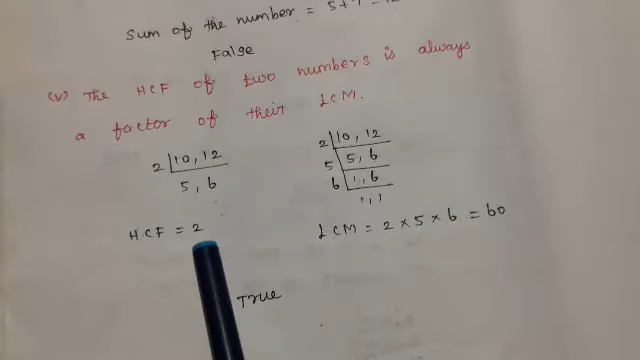 Sum of the number = 5+7
False
(v) The HCF of two numbers is always
a factor of their LCM.
2 | 10, 12
5, 6
2 | 10, 12
5 | 5, 6
6 | 1, 6
1, 1
H.C.F = 2
LCM = 2 × 5 × 6 = 60
True